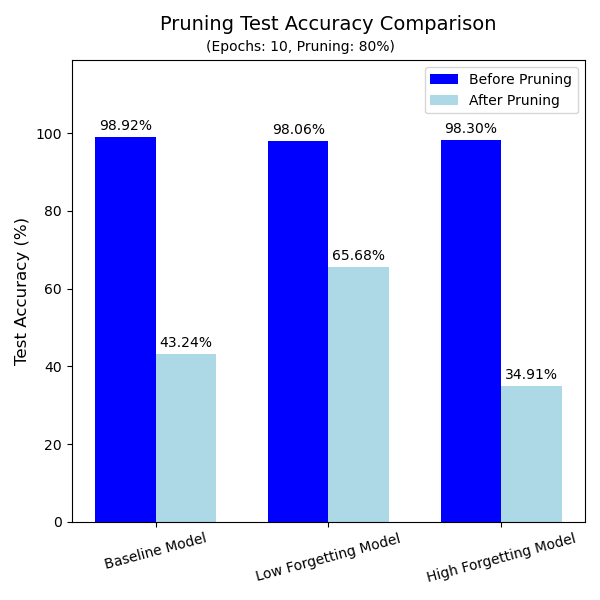 Pruning Test Accuracy Comparison
(Epochs: 10, Pruning: 80%)
Before Pruning
After Pruning
98.92%
98.06%
98.30%
43.24%
65.68%
34.91%
Test Accuracy (%)
100
80
60
40
20
0
Baseline Model
Low Forgetting Model
High Forgetting Model